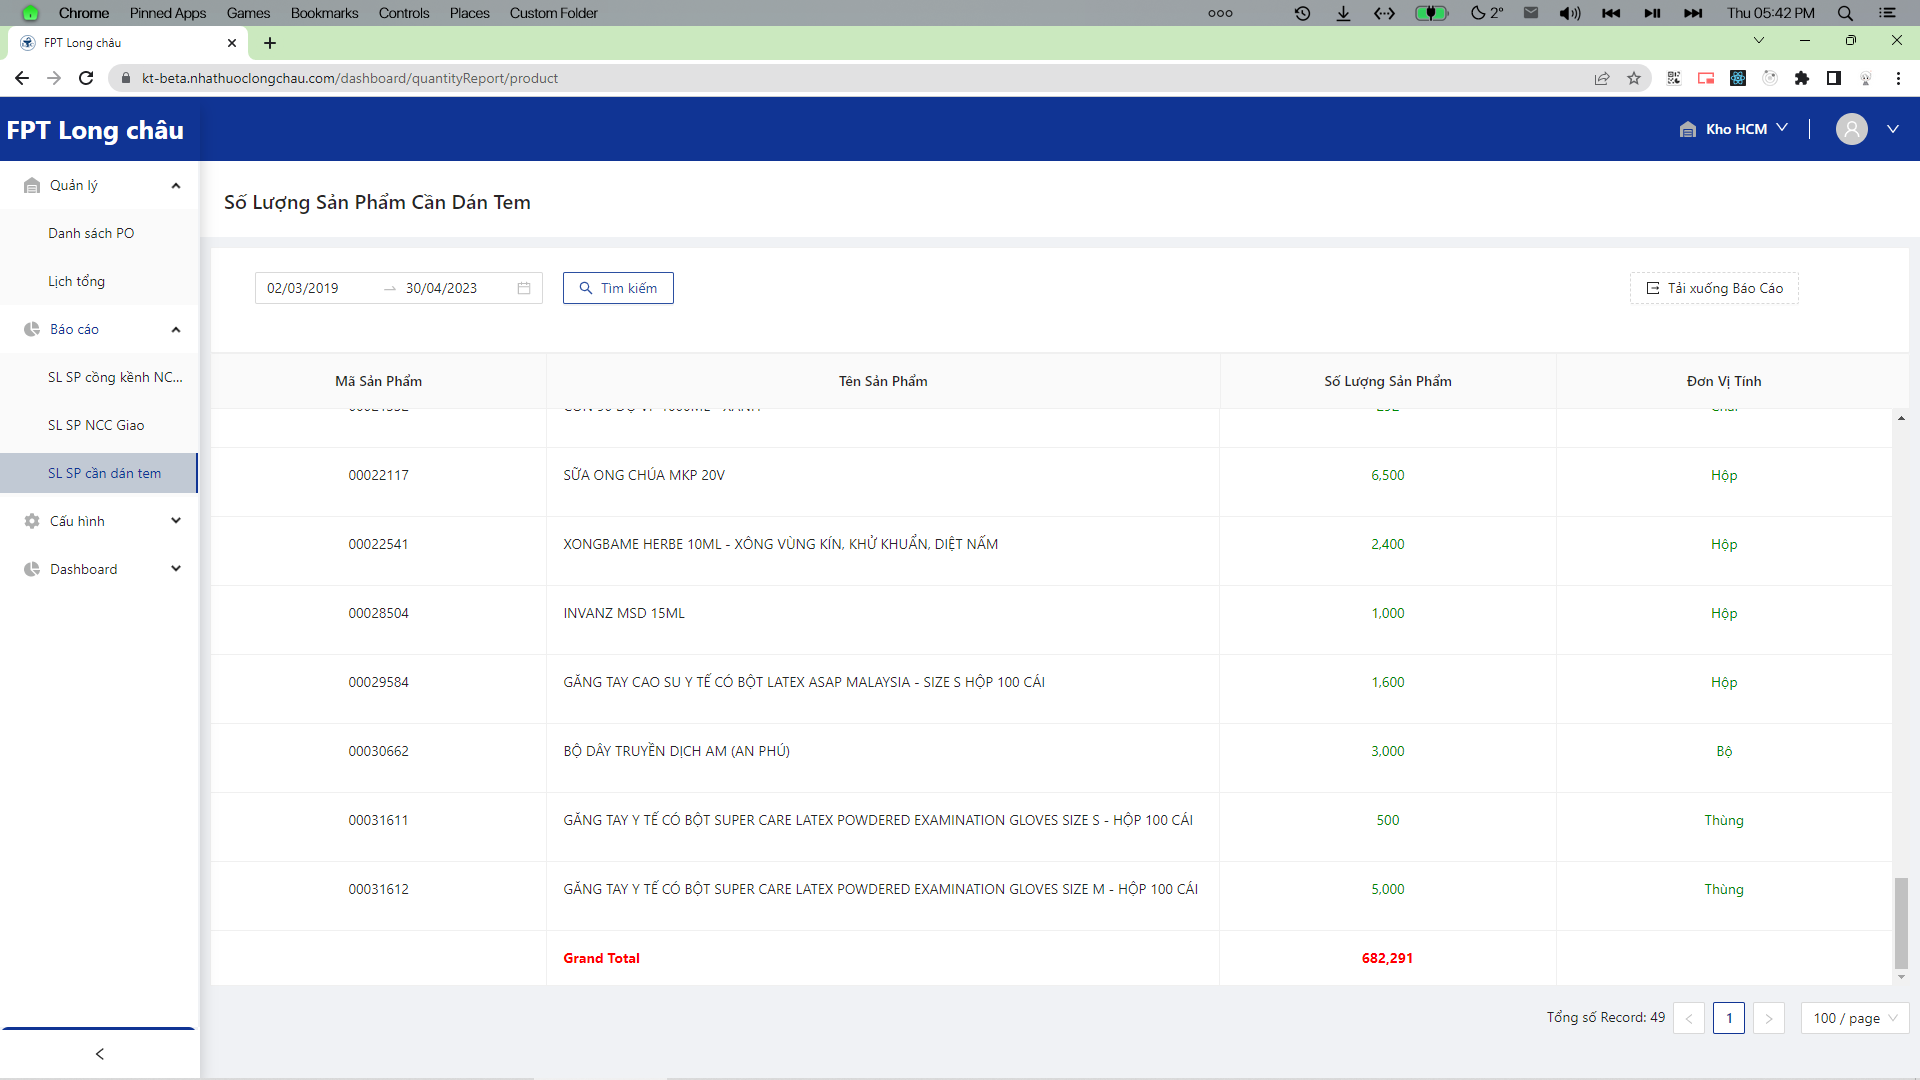 Chrome Pinned Apps Games Bookmarks Controls Places Custom Folder 2° Thu 05:42 PM
FPT Long châu
kt-beta.nhathuoclongchau.com/dashboard/quantityReport/product
FPT Long châu
Kho HCM
Quản lý
Danh sách PO
Lịch tổng
Báo cáo
SL SP cồng kềnh NC...
SL SP NCC Giao
SL SP cần dán tem
Cấu hình
Dashboard
Số Lượng Sản Phẩm Cần Dán Tem
02/03/2019 → 30/04/2023 Tìm kiếm Tải xuống Báo Cáo
Mã Sản Phẩm Tên Sản Phẩm Số Lượng Sản Phẩm Đơn Vị Tính
00022117 SỮA ONG CHÚA MKP 20V 6,500 Hộp
00022541 XONGBAME HERBE 10ML - XÔNG VÙNG KÍN, KHỬ KHUẨN, DIỆT NẤM 2,400 Hộp
00028504 INVANZ MSD 15ML 1,000 Hộp
00029584 GĂNG TAY CAO SU Y TẾ CÓ BỘT LATEX ASAP MALAYSIA - SIZE S HỘP 100 CÁI 1,600 Hộp
00030662 BỘ DÂY TRUYỀN DỊCH AM (AN PHÚ) 3,000 Bộ
00031611 GĂNG TAY Y TẾ CÓ BỘT SUPER CARE LATEX POWDERED EXAMINATION GLOVES SIZE S - HỘP 100 CÁI 500 Thùng
00031612 GĂNG TAY Y TẾ CÓ BỘT SUPER CARE LATEX POWDERED EXAMINATION GLOVES SIZE M - HỘP 100 CÁI 5,000 Thùng
Grand Total 682,291
Tổng số Record: 49 < 1 > 100 / page